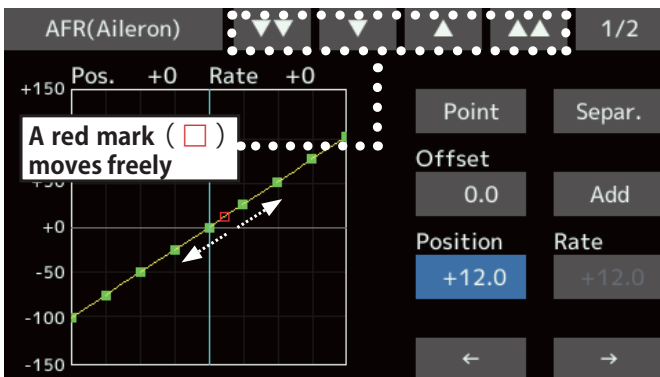 AFR(Aileron) ▼▼ ▼ ▲ ▲▲ 1/2
Pos. +0 Rate +0
+150
Point Separ.
A red mark (□)
moves freely
Offset
+50
0.0 Add
+0
Position Rate
-50
+12.0 +12.0
-100
-150
← →